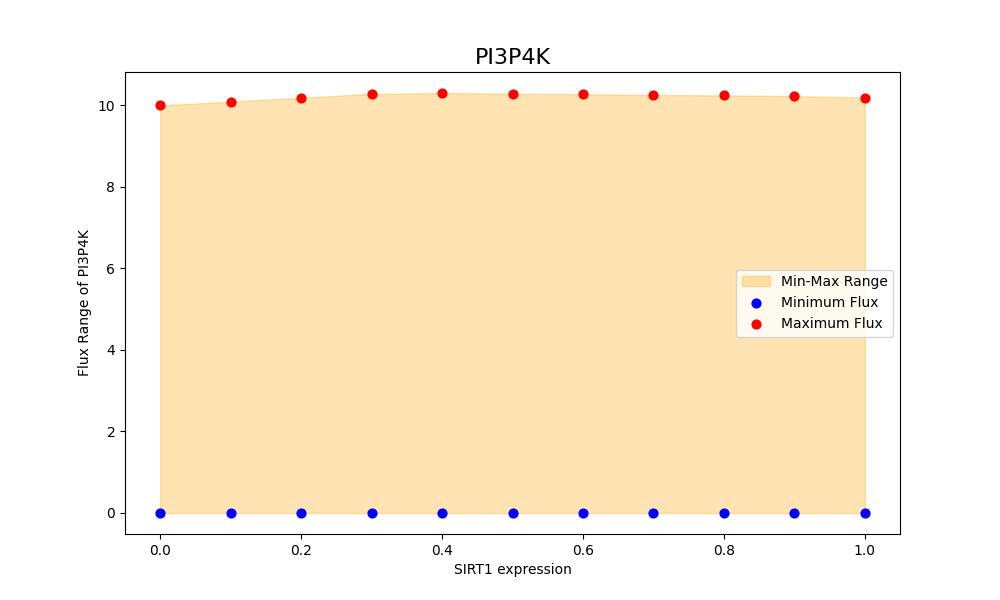 PI3P4K
Flux Range of PI3P4K
10
8
6
4
2
0
Min-Max Range
Minimum Flux
Maximum Flux
0.0 0.2 0.4 0.6 0.8 1.0
SIRT1 expression